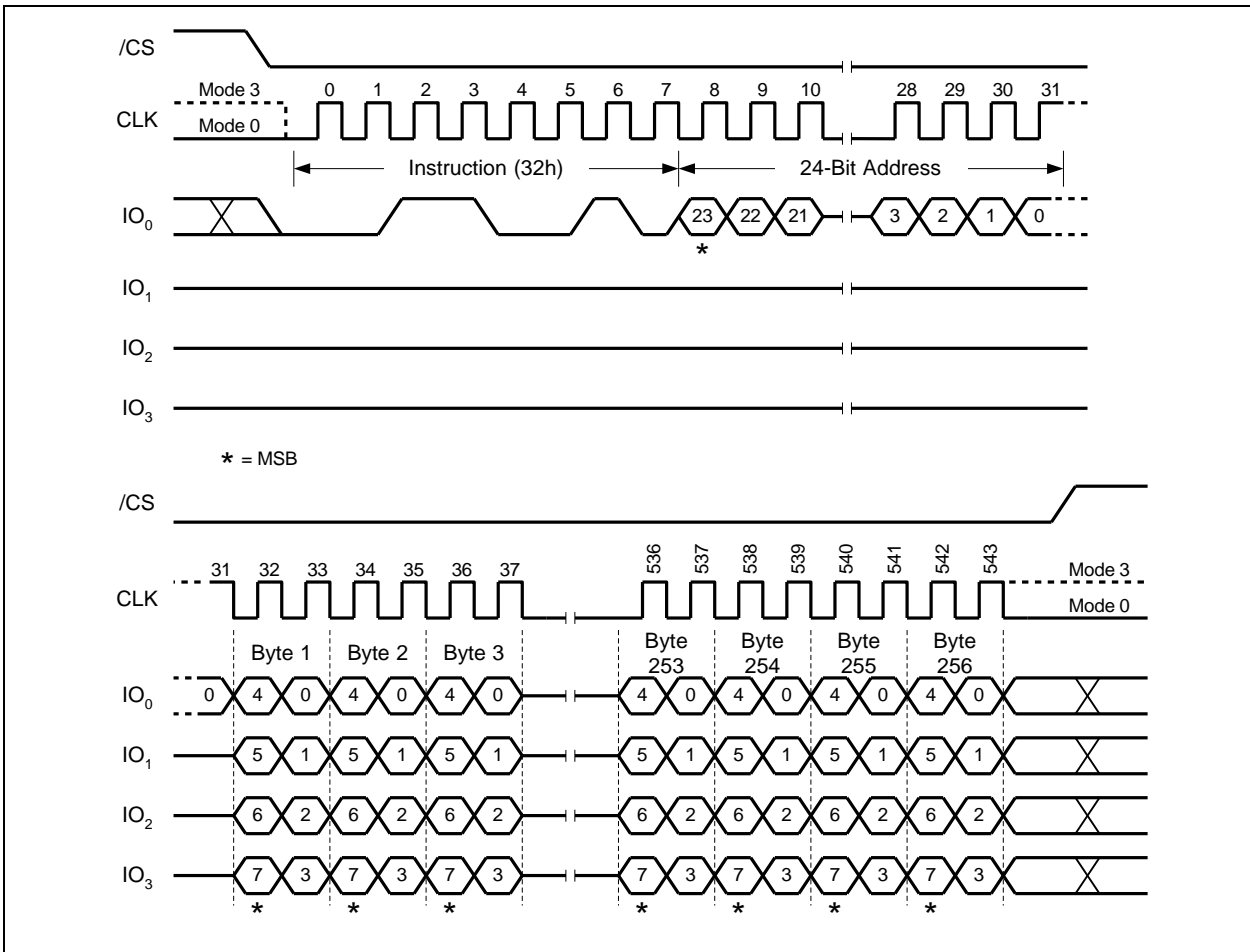 /CS
Mode 3 0 1 2 3 4 5 6 7 8 9 10 28 29 30 31
CLK
Mode 0
Instruction (32h) 24-Bit Address
IO0 23 22 21 3 2 1 0
*
IO1
IO2
IO3
* = MSB
/CS
31 32 33 34 35 36 37 536 537 538 539 540 541 542 543 Mode 3
CLK
Mode 0
Byte 1 Byte 2 Byte 3 Byte 253 Byte 254 Byte 255 Byte 256
IO0 0 4 0 4 0 4 0 4 0 4 0 4 0 4 0
IO1 5 1 5 1 5 1 5 1 5 1 5 1 5 1
IO2 6 2 6 2 6 2 6 2 6 2 6 2 6 2
IO3 7 3 7 3 7 3 7 3 7 3 7 3 7 3
* * * * * * *